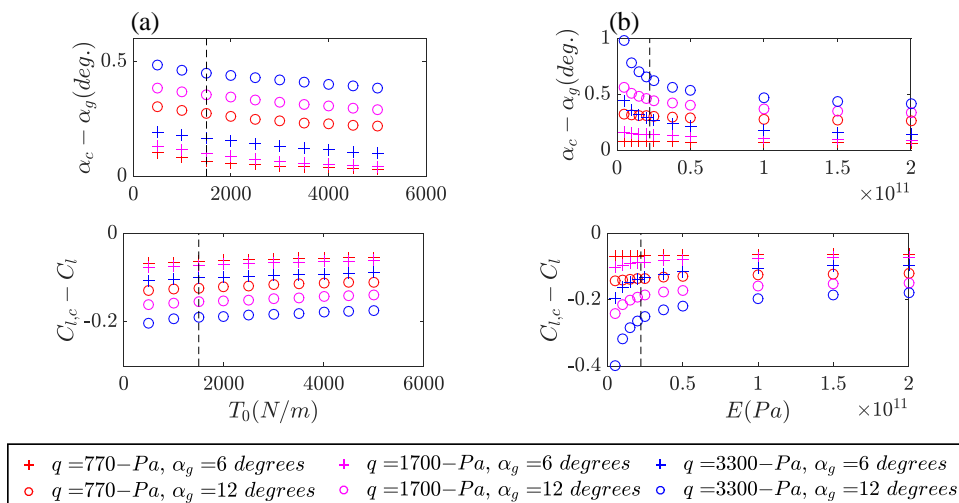 (a)
(b)
α_c − α_g(deg.)
0.5
0
0 2000 4000 6000
α_c − α_g(deg.)
1
0.5
0
0 0.5 1 1.5 2
×10^11
C_{l,c} − C_l
0
-0.2
0 2000 4000 6000
T_0(N/m)
C_{l,c} − C_l
0
-0.2
-0.4
0 0.5 1 1.5 2
×10^11
E(Pa)
q =770−Pa, α_g =6 degrees
q =1700−Pa, α_g =6 degrees
q =3300−Pa, α_g =6 degrees
q =770−Pa, α_g =12 degrees
q =1700−Pa, α_g =12 degrees
q =3300−Pa, α_g =12 degrees